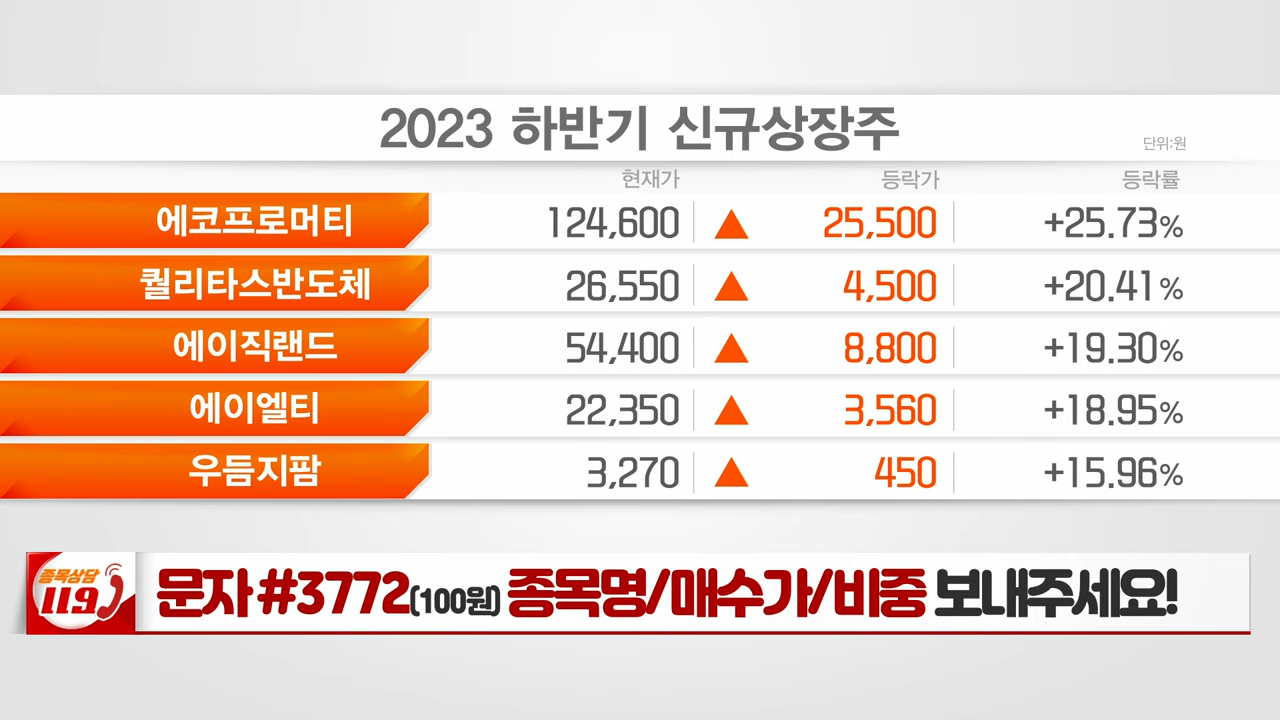 2023 하반기 신규상장주
단위:원
현재가 등락가 등락률
에코프로머티 124,600 ▲ 25,500 +25.73%
퀄리타스반도체 26,550 ▲ 4,500 +20.41%
에이직랜드 54,400 ▲ 8,800 +19.30%
에이엘티 22,350 ▲ 3,560 +18.95%
우듬지팜 3,270 ▲ 450 +15.96%
종목상담
119
문자 #3772(100원) 종목명/매수가/비중 보내주세요!